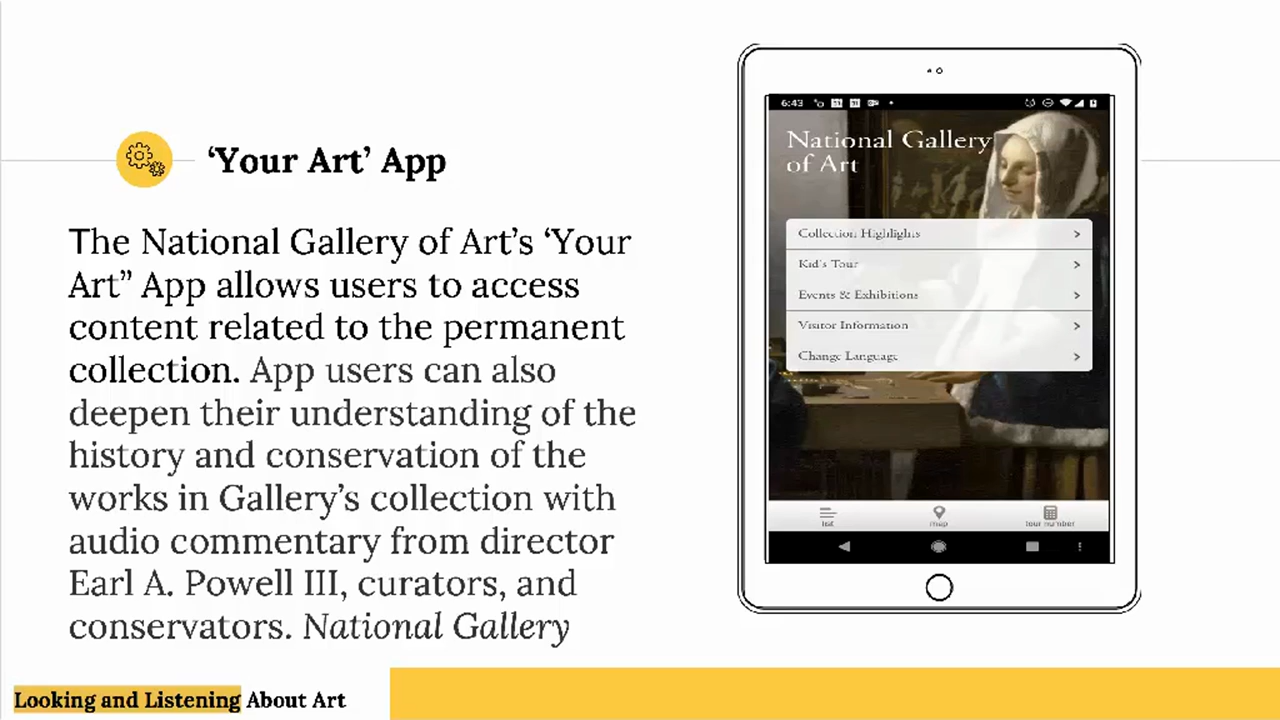 ‘Your Art’ App
The National Gallery of Art’s ‘Your
Art” App allows users to access
content related to the permanent
collection. App users can also
deepen their understanding of the
history and conservation of the
works in Gallery’s collection with
audio commentary from director
Earl A. Powell III, curators, and
conservators. National Gallery
Looking and Listening About Art
6:43
National Gallery
of Art
Collection Highlights
Kid's Tour
Events & Exhibitions
Visitor Information
Change Language
list
map
tour number